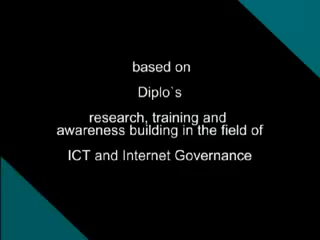 based on
Diplo`s
research, training and
awareness building in the field of
ICT and Internet Governance